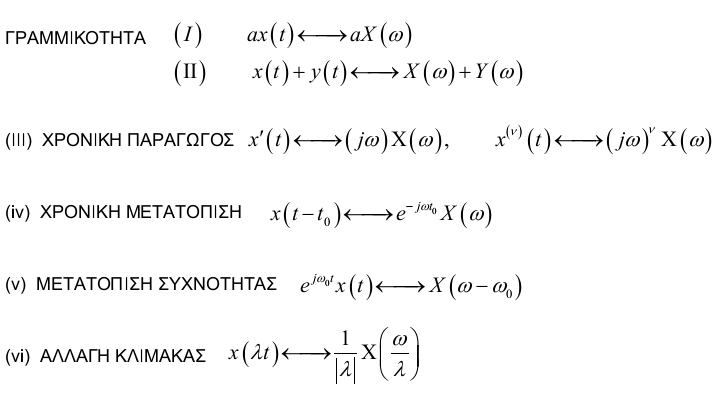 ΓΡΑΜΜΙΚΟΤΗΤΑ (I) ax(t)⟷aX(ω)
(II) x(t)+y(t)⟷X(ω)+Y(ω)
(III) ΧΡΟΝΙΚΗ ΠΑΡΑΓΩΓΟΣ x′(t)⟷(jω)Χ(ω), x^(ν)(t)⟷(jω)^ν Χ(ω)
(iv) ΧΡΟΝΙΚΗ ΜΕΤΑΤΟΠΙΣΗ x(t−t₀)⟷e^{−jωt₀}X(ω)
(v) ΜΕΤΑΤΟΠΙΣΗ ΣΥΧΝΟΤΗΤΑΣ e^{jω₀t}x(t)⟷X(ω−ω₀)
(vi) ΑΛΛΑΓΗ ΚΛΙΜΑΚΑΣ x(λt)⟷1/|λ| Χ(ω/λ)